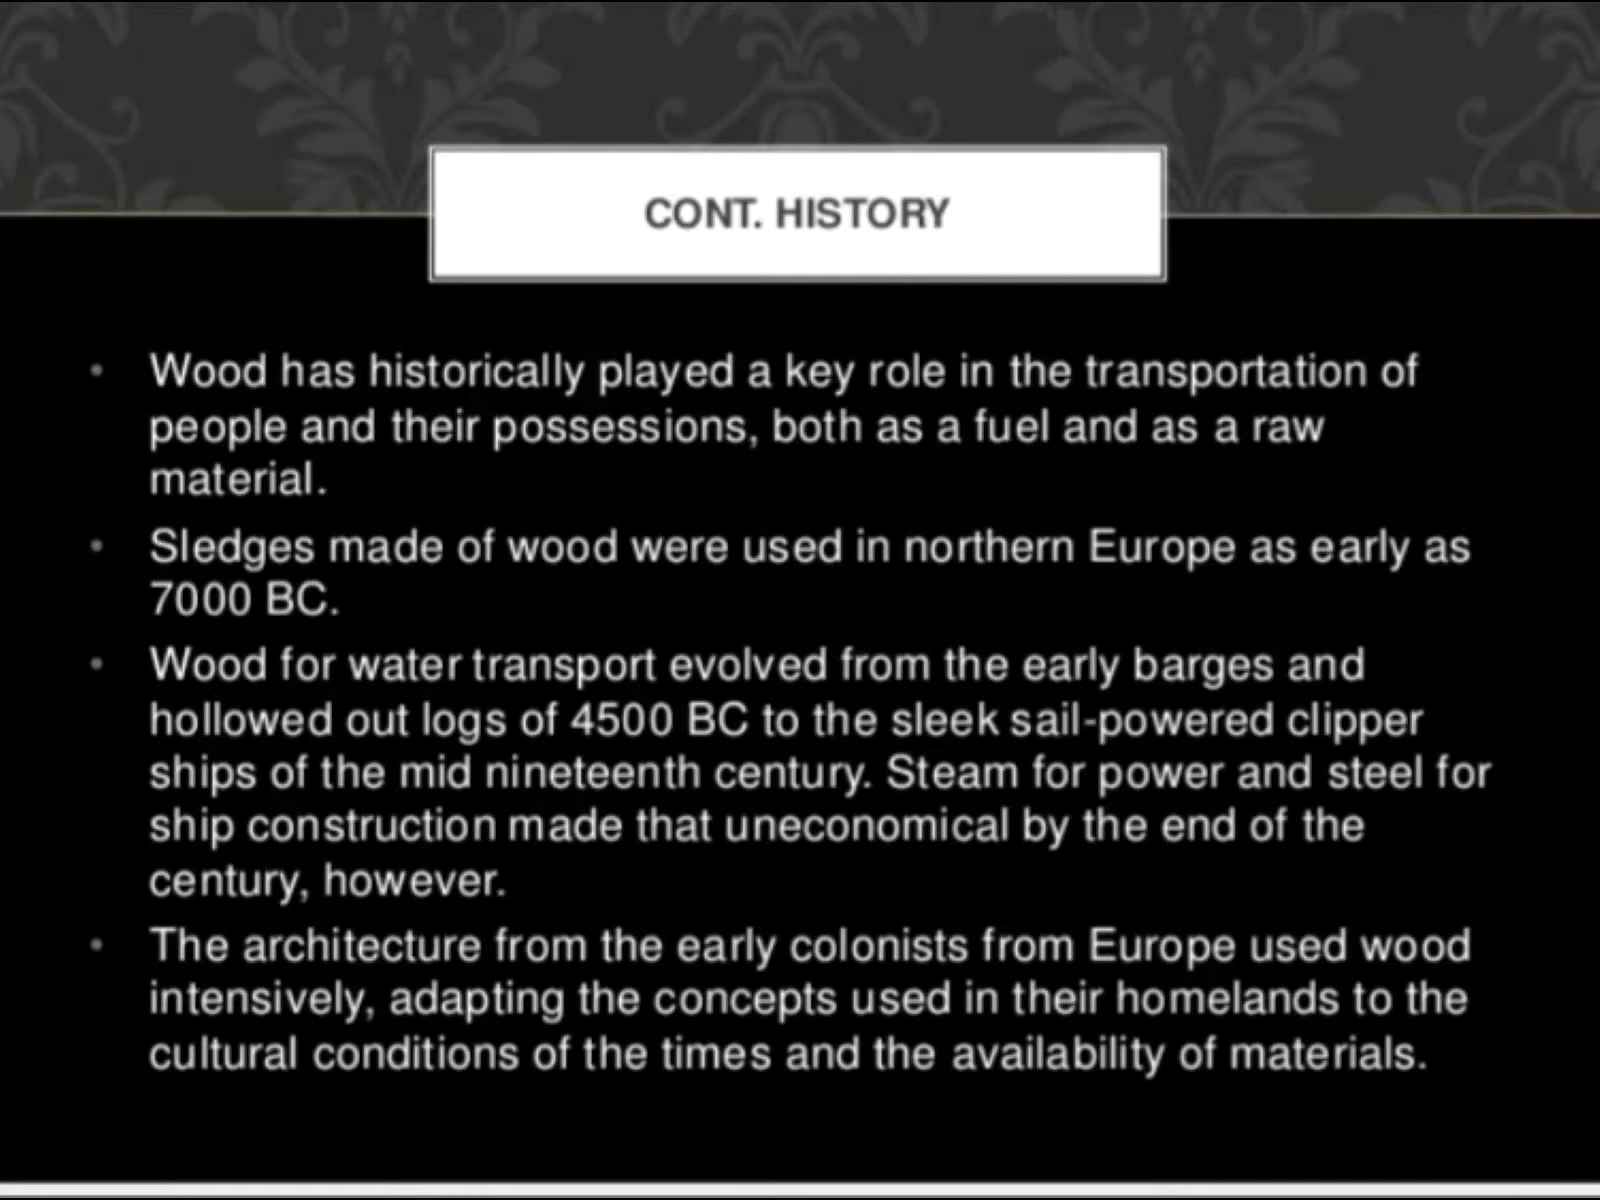 CONT. HISTORY
• Wood has historically played a key role in the transportation of
people and their possessions, both as a fuel and as a raw
material.
• Sledges made of wood were used in northern Europe as early as
7000 BC.
• Wood for water transport evolved from the early barges and
hollowed out logs of 4500 BC to the sleek sail-powered clipper
ships of the mid nineteenth century. Steam for power and steel for
ship construction made that uneconomical by the end of the
century, however.
• The architecture from the early colonists from Europe used wood
intensively, adapting the concepts used in their homelands to the
cultural conditions of the times and the availability of materials.